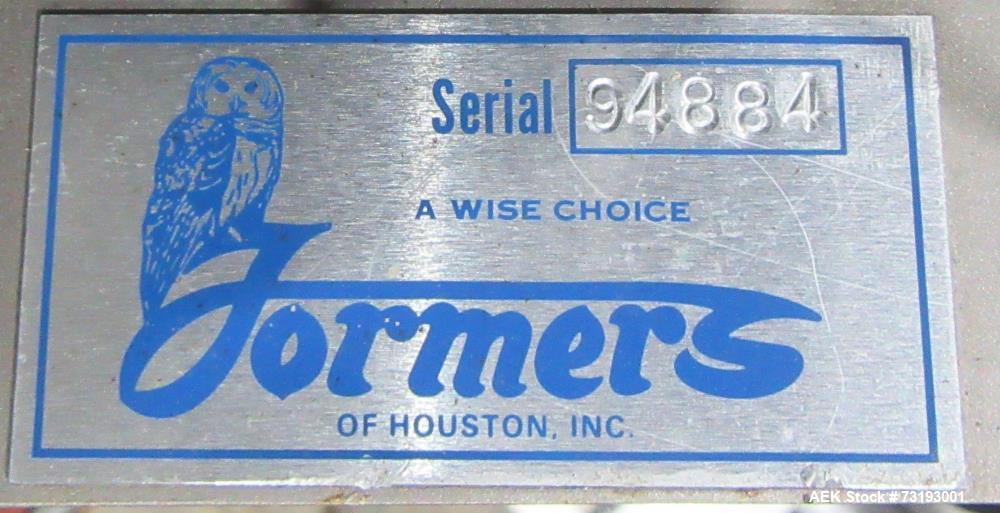 Serial 94884
A WISE CHOICE
Formers
OF HOUSTON, INC.
AEK Stock # 73193001